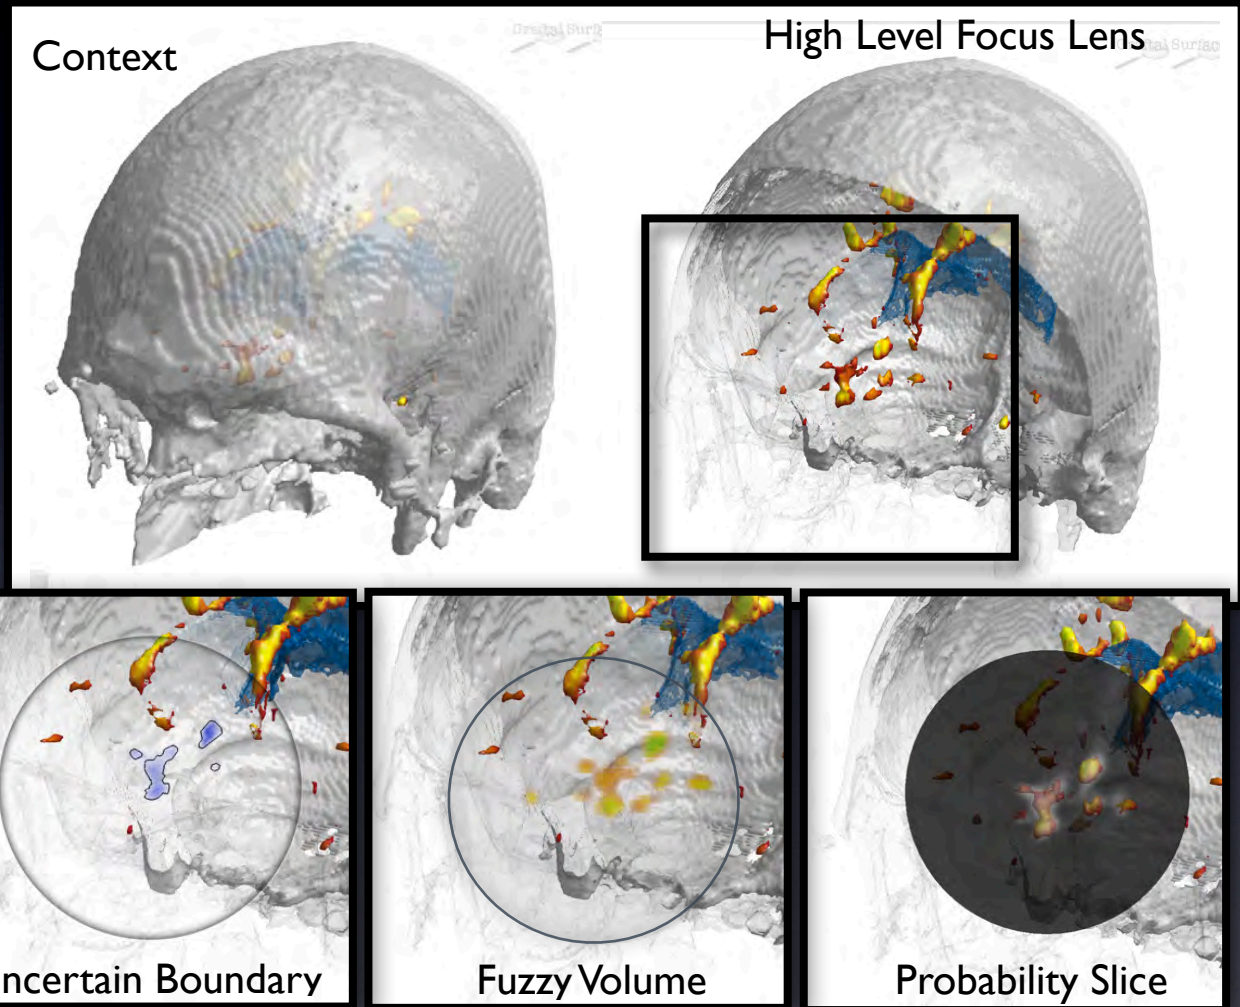 Context
High Level Focus Lens
ncertain Boundary
Fuzzy Volume
Probability Slice